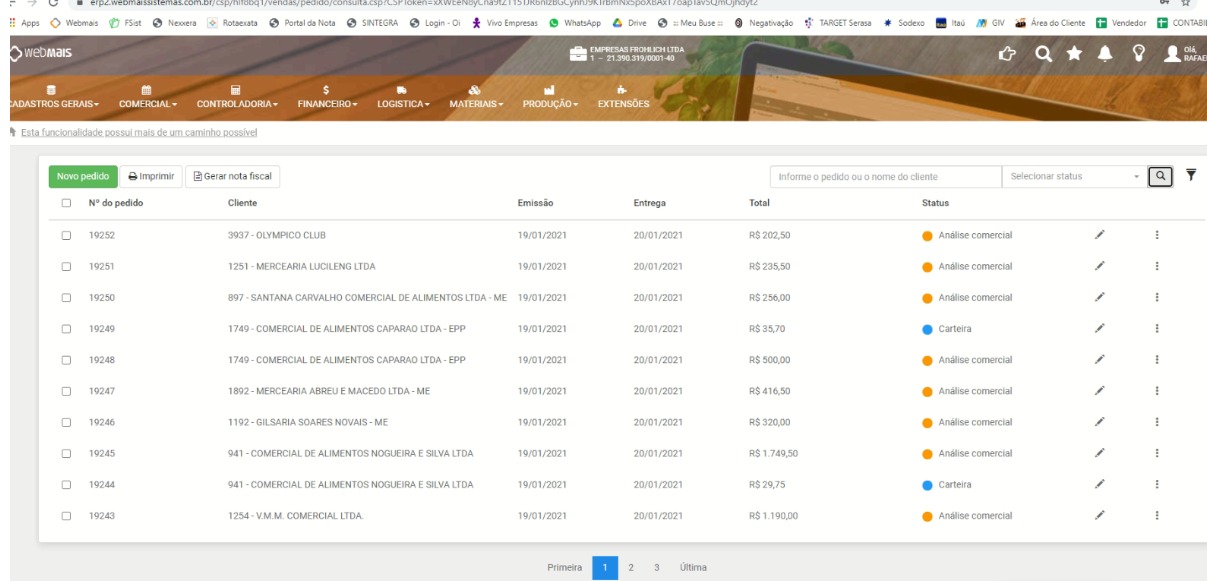 erp2.webmaissistemas.com.br/csp/
Apps Webmais FSist Nexxera Rotaexata Portal da Nota SINTEGRA Login - Oi Vivo Empresas WhatsApp Drive ::: Meu Buse ::: Negativação TARGET Serasa Sodexo Itaú GIV Área do Cliente Vendedor CONTABIL
webmais
EMPRESAS FROHLICH LTDA
1 - 21.390.319/0001-40
Olá,
RAFAEL
CADASTROS GERAIS COMERCIAL CONTROLADORIA FINANCEIRO LOGISTICA MATERIAIS PRODUÇÃO EXTENSÕES
Esta funcionalidade possui mais de um caminho possível
Novo pedido Imprimir Gerar nota fiscal Informe o pedido ou o nome do cliente Selecionar status
Nº do pedido Cliente Emissão Entrega Total Status
19252 3937 - OLYMPICO CLUB 19/01/2021 20/01/2021 R$ 202,50 Análise comercial
19251 1251 - MERCEARIA LUCILENG LTDA 19/01/2021 20/01/2021 R$ 235,50 Análise comercial
19250 897 - SANTANA CARVALHO COMERCIAL DE ALIMENTOS LTDA - ME 19/01/2021 20/01/2021 R$ 256,00 Análise comercial
19249 1749 - COMERCIAL DE ALIMENTOS CAPARAO LTDA - EPP 19/01/2021 20/01/2021 R$ 35,70 Carteira
19248 1749 - COMERCIAL DE ALIMENTOS CAPARAO LTDA - EPP 19/01/2021 20/01/2021 R$ 500,00 Análise comercial
19247 1892 - MERCEARIA ABREU E MACEDO LTDA - ME 19/01/2021 20/01/2021 R$ 416,50 Análise comercial
19246 1192 - GILSARIA SOARES NOVAIS - ME 19/01/2021 20/01/2021 R$ 320,00 Análise comercial
19245 941 - COMERCIAL DE ALIMENTOS NOGUEIRA E SILVA LTDA 19/01/2021 20/01/2021 R$ 1.749,50 Análise comercial
19244 941 - COMERCIAL DE ALIMENTOS NOGUEIRA E SILVA LTDA 19/01/2021 20/01/2021 R$ 29,75 Carteira
19243 1254 - V.M.M. COMERCIAL LTDA. 19/01/2021 20/01/2021 R$ 1.190,00 Análise comercial
Primeira 1 2 3 Última